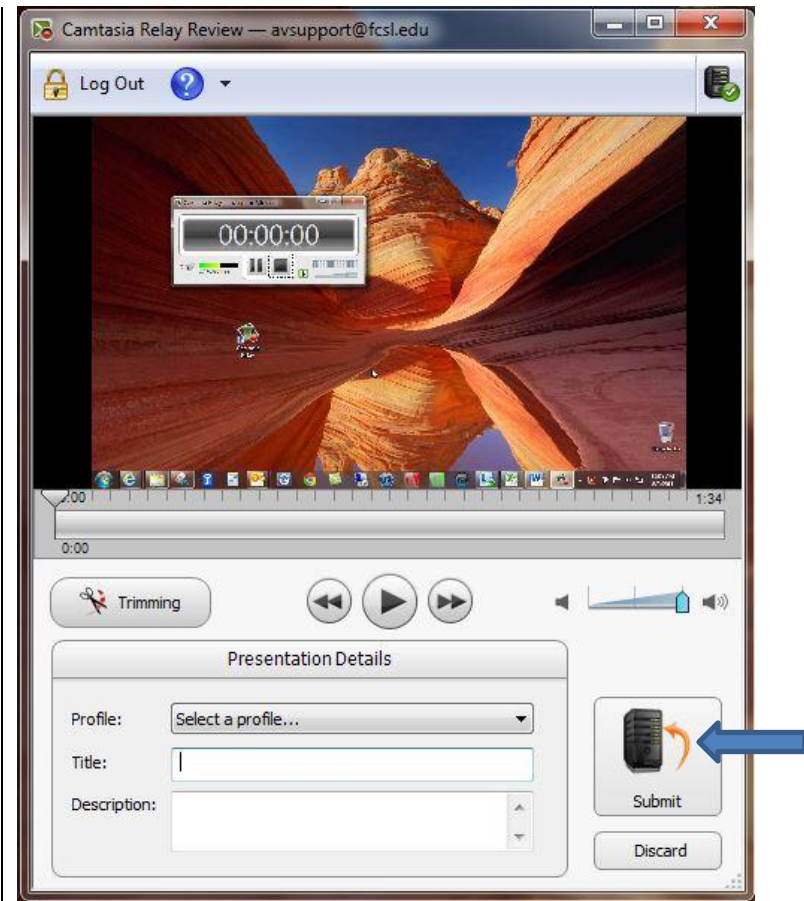 Camtasia Relay Review — avsupport@fcsl.edu
Log Out
00:00:00
:00
1:34
0:00
Trimming
Presentation Details
Profile:
Select a profile...
Title:
Description:
Submit
Discard